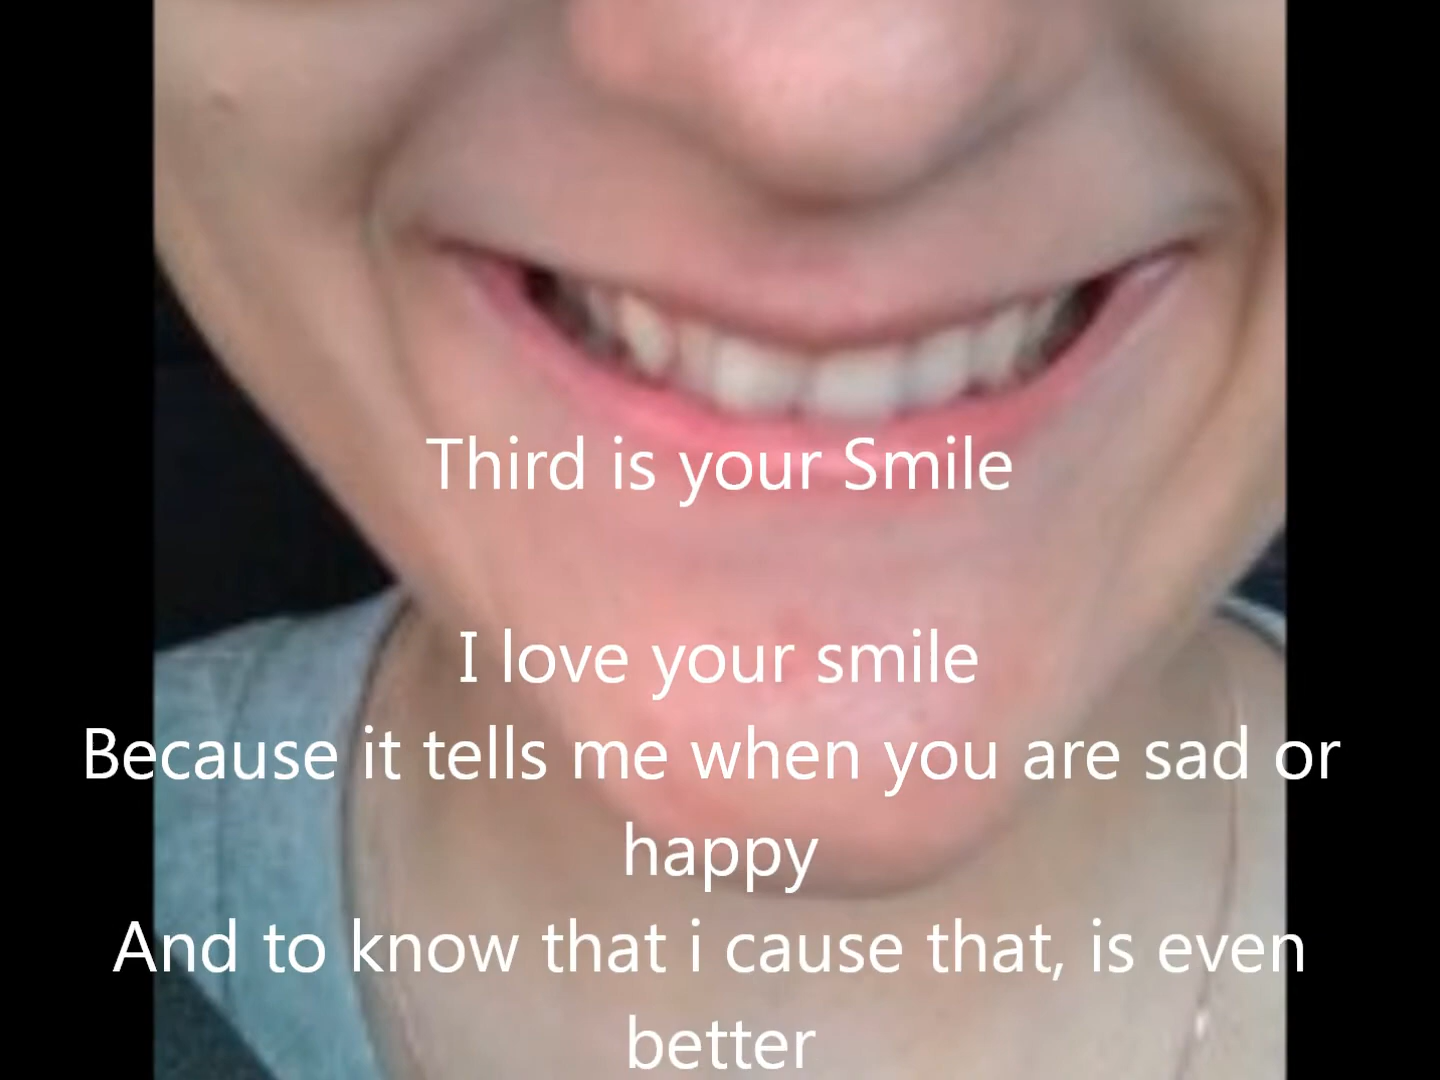 Third is your Smile
I love your smile
Because it tells me when you are sad or
happy
And to know that i cause that, is even
better